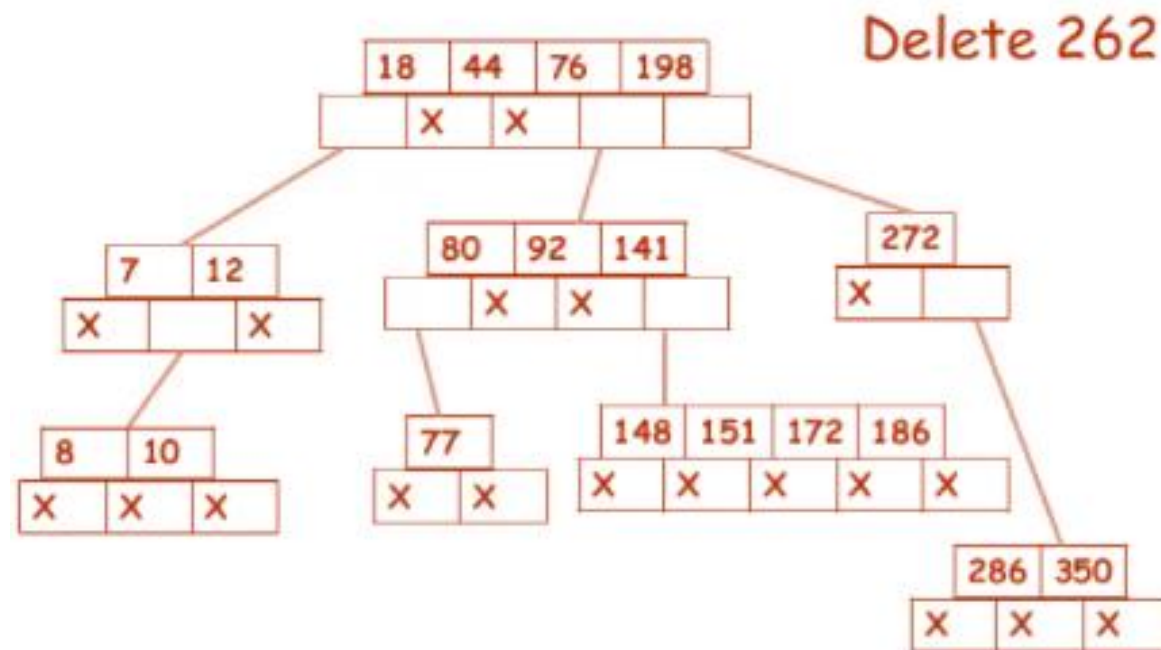 Delete 262
18 44 76 198
X X
7 12
X X
80 92 141
X X
272
X
8 10
X X X
77
X X
148 151 172 186
X X X X X
286 350
X X X